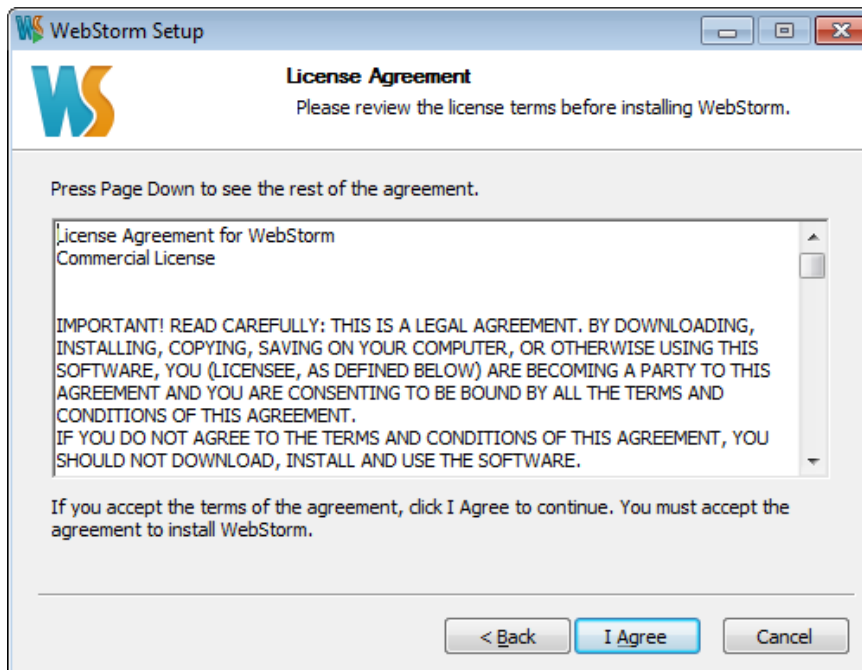 WebStorm Setup
WS
License Agreement
Please review the license terms before installing WebStorm.
Press Page Down to see the rest of the agreement.
License Agreement for WebStorm
Commercial License
IMPORTANT! READ CAREFULLY: THIS IS A LEGAL AGREEMENT. BY DOWNLOADING,
INSTALLING, COPYING, SAVING ON YOUR COMPUTER, OR OTHERWISE USING THIS
SOFTWARE, YOU (LICENSEE, AS DEFINED BELOW) ARE BECOMING A PARTY TO THIS
AGREEMENT AND YOU ARE CONSENTING TO BE BOUND BY ALL THE TERMS AND
CONDITIONS OF THIS AGREEMENT.
IF YOU DO NOT AGREE TO THE TERMS AND CONDITIONS OF THIS AGREEMENT, YOU
SHOULD NOT DOWNLOAD, INSTALL AND USE THE SOFTWARE.
If you accept the terms of the agreement, click I Agree to continue. You must accept the
agreement to install WebStorm.
< Back I Agree Cancel